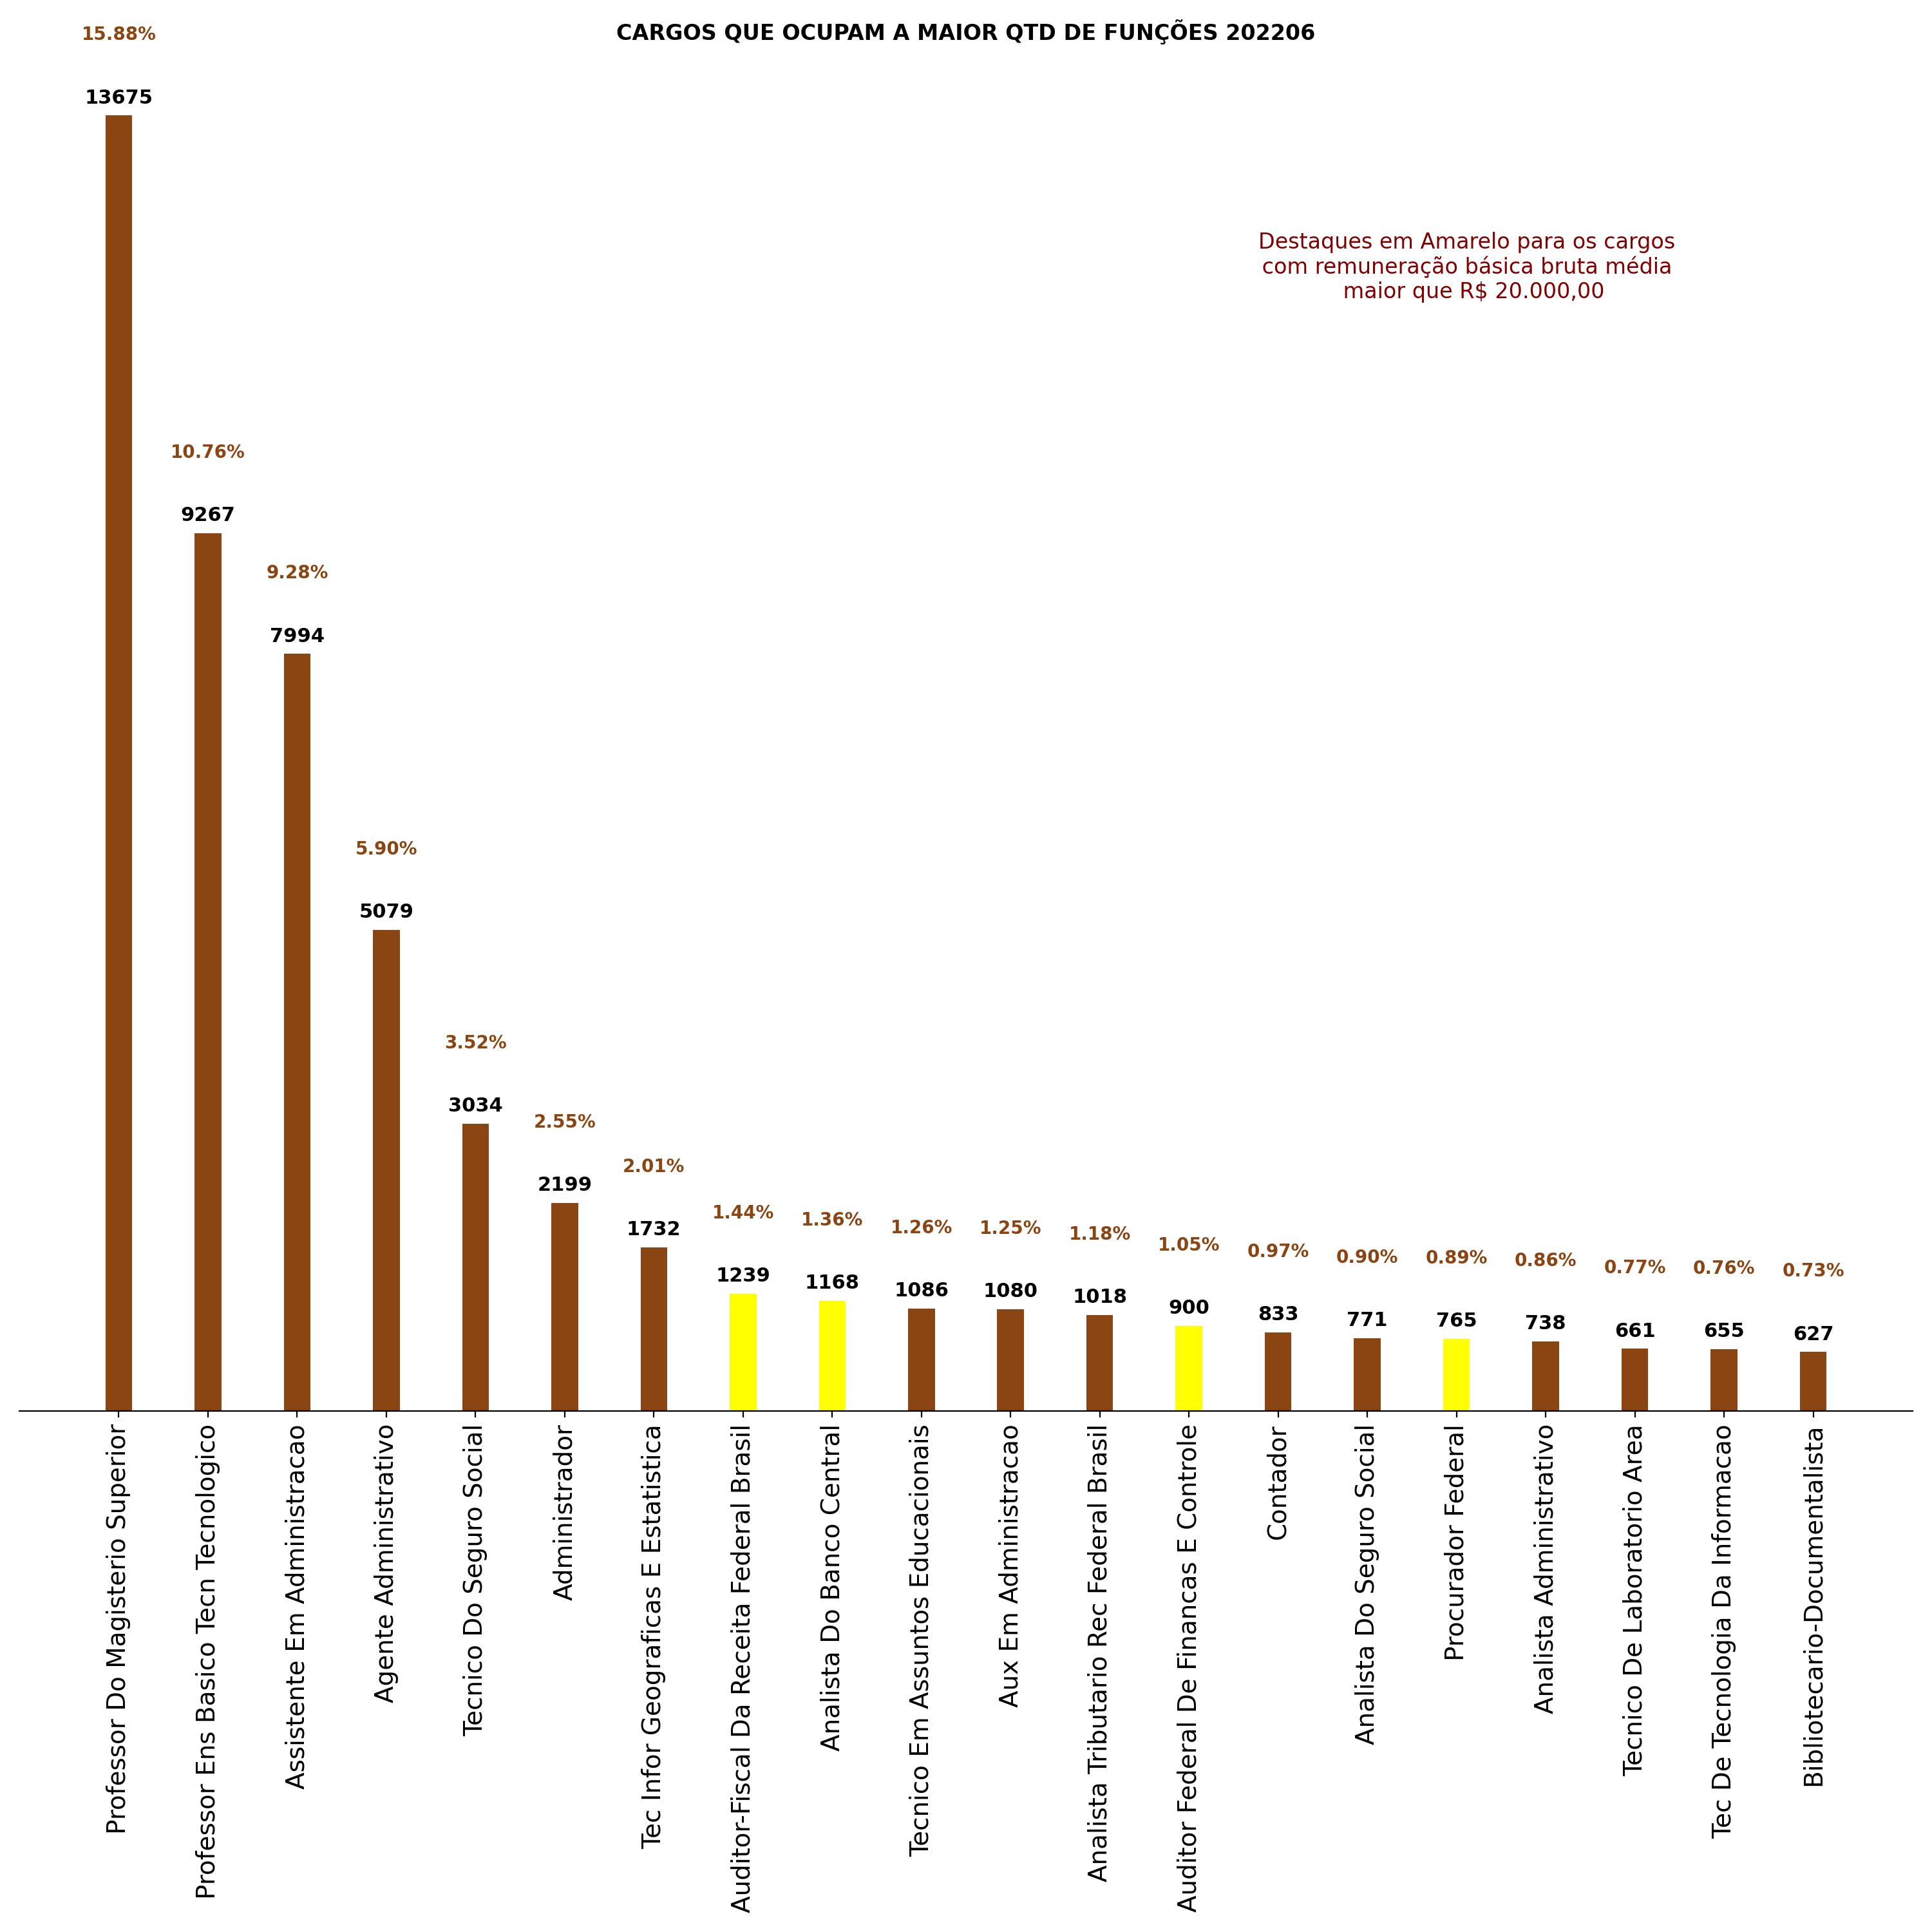 CARGOS QUE OCUPAM A MAIOR QTD DE FUNÇÕES 202206
Destaques em Amarelo para os cargos
com remuneração básica bruta média
maior que R$ 20.000,00
15.88%
13675
10.76%
9267
9.28%
7994
5.90%
5079
3.52%
3034
2.55%
2199
2.01%
1732
1.44%
1239
1.36%
1168
1.26%
1086
1.25%
1080
1.18%
1018
1.05%
900
0.97%
833
0.90%
771
0.89%
765
0.86%
738
0.77%
661
0.76%
655
0.73%
627
Professor Do Magisterio Superior
Professor Ens Basico Tecn Tecnologico
Assistente Em Administracao
Agente Administrativo
Tecnico Do Seguro Social
Administrador
Tec Infor Geograficas E Estatistica
Auditor-Fiscal Da Receita Federal Brasil
Analista Do Banco Central
Tecnico Em Assuntos Educacionais
Aux Em Administracao
Analista Tributario Rec Federal Brasil
Auditor Federal De Financas E Controle
Contador
Analista Do Seguro Social
Procurador Federal
Analista Administrativo
Tecnico De Laboratorio Area
Tec De Tecnologia Da Informacao
Bibliotecario-Documentalista